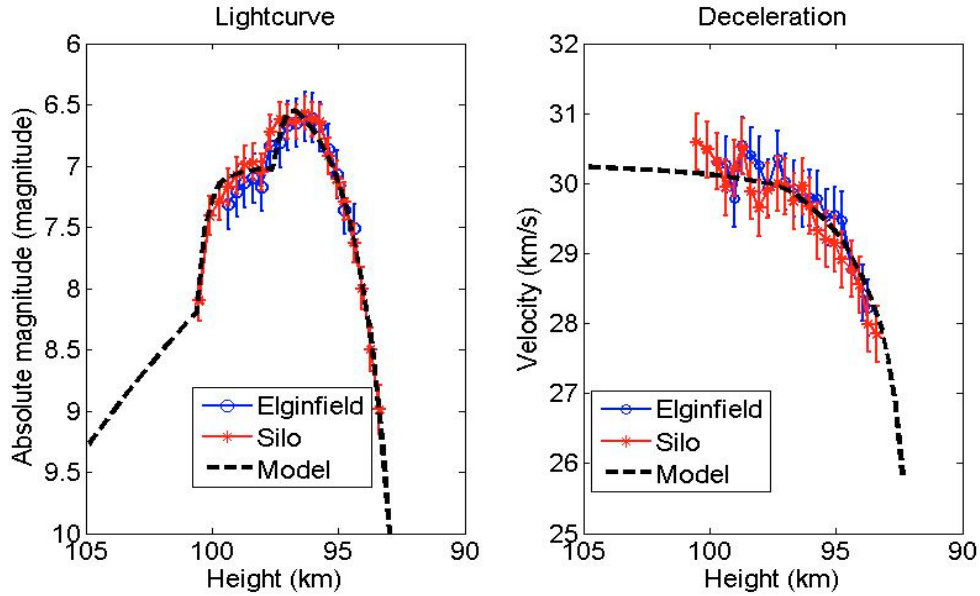 Lightcurve
6
6.5
7
7.5
8
8.5
9
9.5
10
Absolute magnitude (magnitude)
Elginfield
Silo
Model
105 100 95 90
Height (km)
Deceleration
32
31
30
29
28
27
26
25
Velocity (km/s)
Elginfield
Silo
Model
105 100 95 90
Height (km)